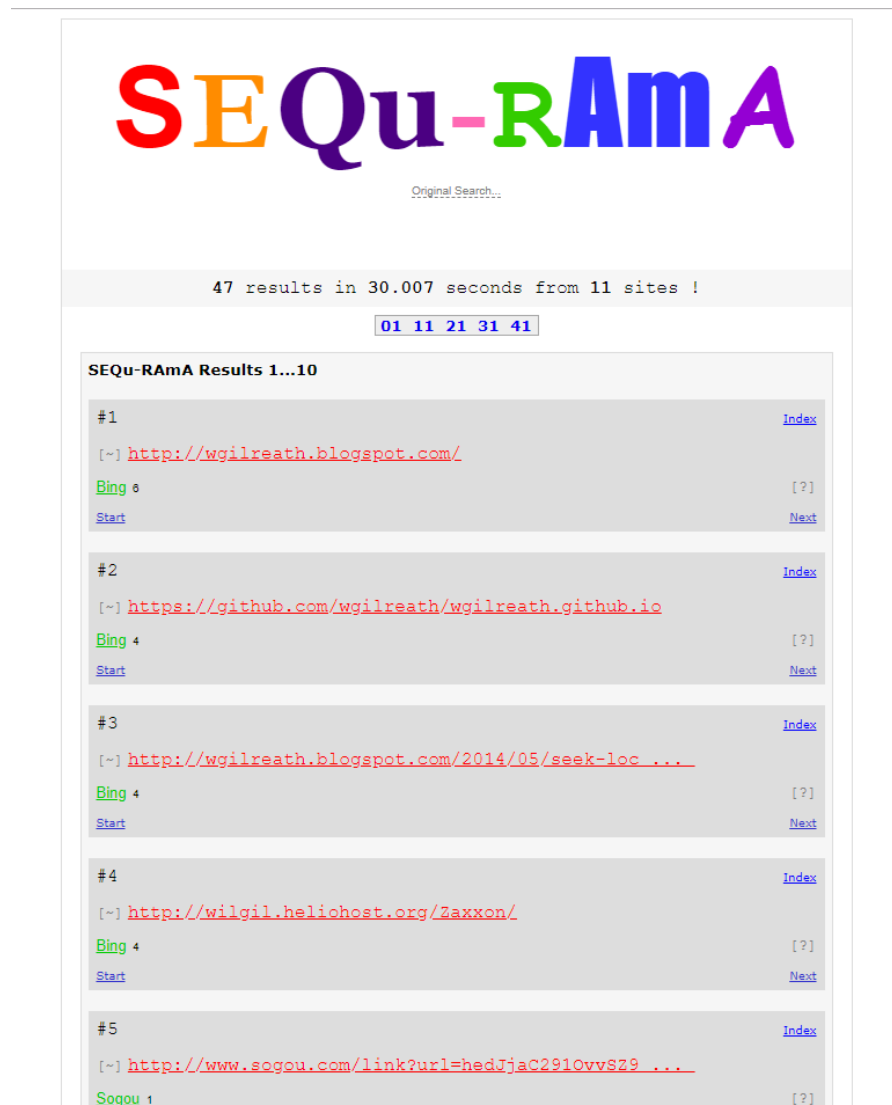 SEQu-RAmA
Original Search...
47 results in 30.007 seconds from 11 sites !
01 11 21 31 41
SEQu-RAmA Results 1...10
#1 Index
[~] http://wgilreath.blogspot.com/
Bing 6 [?]
Start Next
#2 Index
[~] https://github.com/wgilreath/wgilreath.github.io
Bing 4 [?]
Start Next
#3 Index
[~] http://wgilreath.blogspot.com/2014/05/seek-loc ...
Bing 4 [?]
Start Next
#4 Index
[~] http://wilgil.heliohost.org/Zaxxon/
Bing 4 [?]
Start Next
#5 Index
[~] http://www.sogou.com/link?url=hedJjaC291OvvSZ9 ...
Sogou 1 [?]